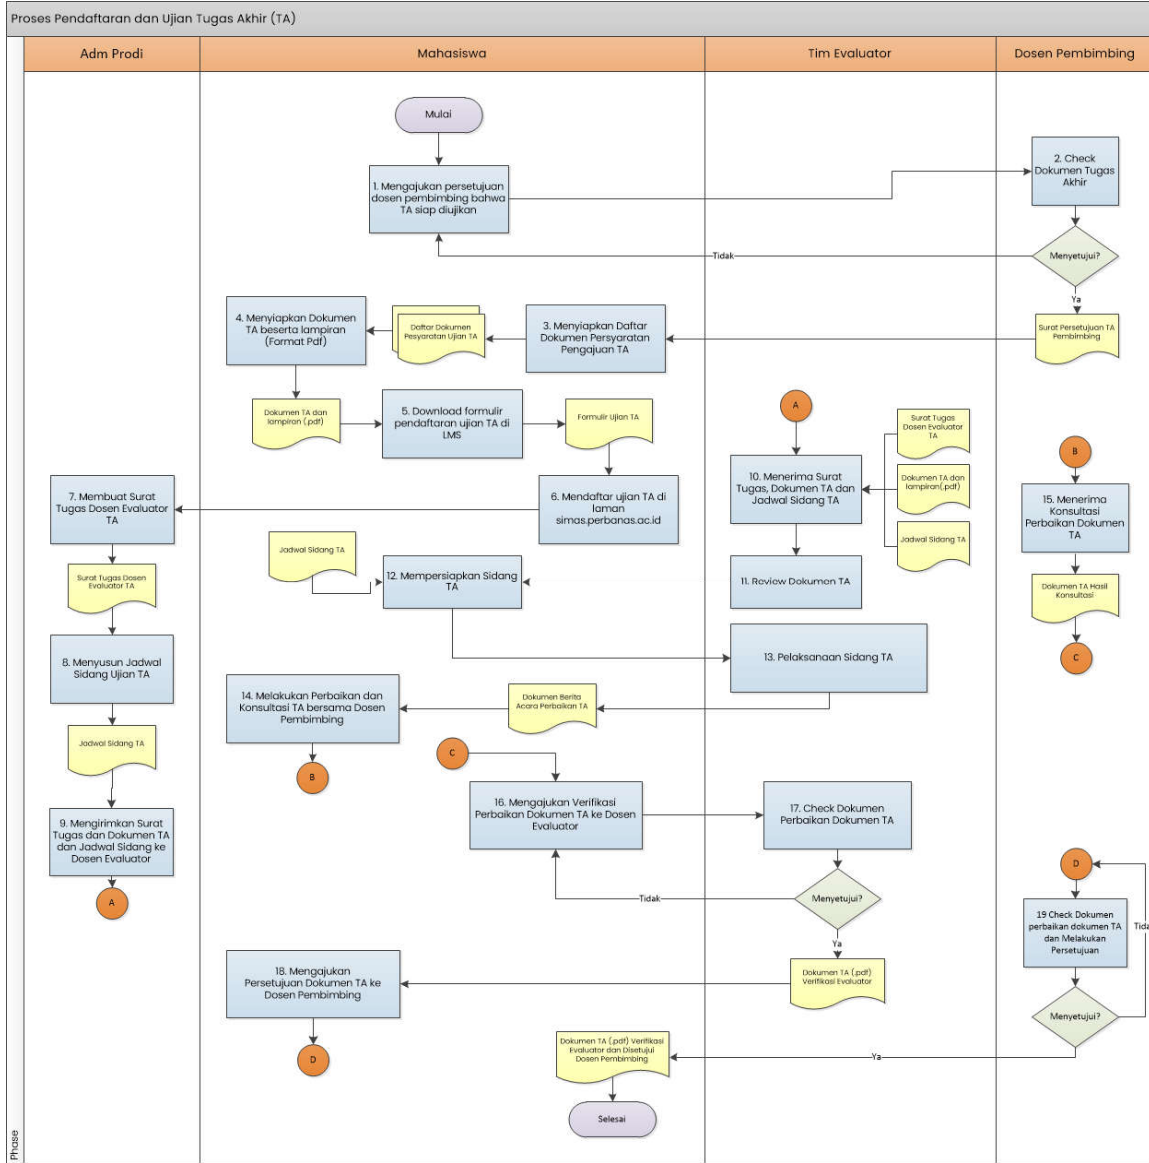 Proses Pendaftaran dan Ujian Tugas Akhir (TA)
Adm Prodi
Mahasiswa
Tim Evaluator
Dosen Pembimbing
Mulai
1. Mengajukan persetujuan
dosen pembimbing bahwa
TA siap diujikan
2. Check
Dokumen Tugas
Akhir
Menyetujui?
Tidak
Ya
Surat Persetujuan TA
Pembimbing
3. Menyiapkan Daftar
Dokumen Persyaratan
Pengajuan TA
Daftar Dokumen
Pesyaratan Ujian TA
4. Menyiapkan Dokumen
TA beserta lampiran
(Format Pdf)
Dokumen TA dan
lampiran (.pdf)
5. Download formulir
pendaftaran ujian TA di
LMS
Formulir Ujian TA
6. Mendaftar ujian TA di
laman
simas.perbanas.ac.id
7. Membuat Surat
Tugas Dosen Evaluator
TA
Surat Tugas Dosen
Evaluator TA
8. Menyusun Jadwal
Sidang Ujian TA
Jadwal Sidang TA
9. Mengirimkan Surat
Tugas dan Dokumen TA
dan Jadwal Sidang ke
Dosen Evaluator
A
A
Surat Tugas
Dosen Evaluator
TA
10. Menerima Surat
Tugas, Dokumen TA dan
Jadwal Sidang TA
Dokumen TA dan
lampiran(.pdf)
Jadwal Sidang TA
11. Review Dokumen TA
Jadwal Sidang TA
12. Mempersiapkan Sidang
TA
13. Pelaksanaan Sidang TA
Dokumen Berita
Acara Perbaikan TA
14. Melakukan Perbaikan dan
Konsultasi TA bersama Dosen
Pembimbing
B
B
15. Menerima
Konsultasi
Perbaikan Dokumen
TA
Dokumen TA Hasil
Konsultasi
C
C
16. Mengajukan Verifikasi
Perbaikan Dokumen TA ke Dosen
Evaluator
17. Check Dokumen
Perbaikan Dokumen TA
Menyetujui?
Tidak
Ya
Dokumen TA (.pdf)
Verifikasi Evaluator
18. Mengajukan
Persetujuan Dokumen TA ke
Dosen Pembimbing
D
D
19 Check Dokumen
perbaikan dokumen TA
dan Melakukan
Persetujuan
Tida
Menyetujui?
Ya
Dokumen TA (.pdf) Verifikasi
Evaluator dan Disetujui
Dosen Pembimbing
Selesai
Phase